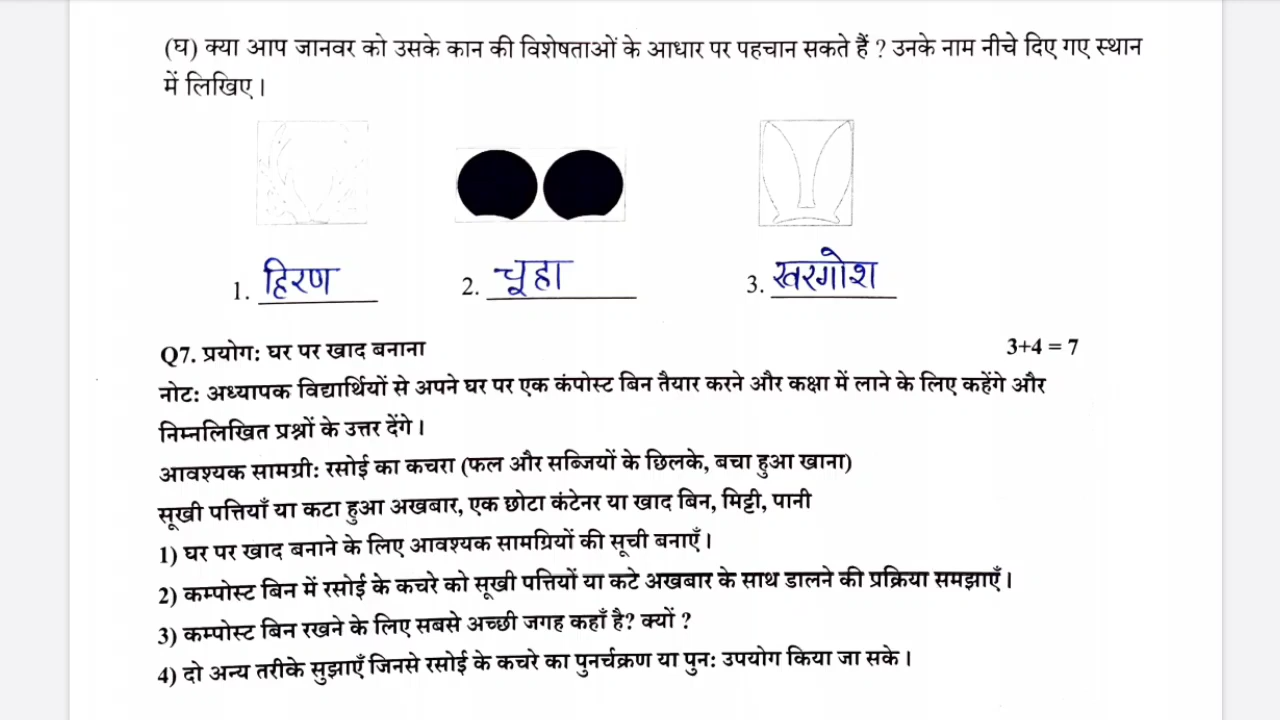 (घ) क्या आप जानवर को उसके कान की विशेषताओं के आधार पर पहचान सकते हैं ? उनके नाम नीचे दिए गए स्थान
में लिखिए।
1. हिरण 2. चूहा 3. खरगोश
Q7. प्रयोग: घर पर खाद बनाना 3+4 = 7
नोट: अध्यापक विद्यार्थियों से अपने घर पर एक कंपोस्ट बिन तैयार करने और कक्षा में लाने के लिए कहेंगे और
निम्नलिखित प्रश्नों के उत्तर देंगे।
आवश्यक सामग्री: रसोई का कचरा (फल और सब्जियों के छिलके, बचा हुआ खाना)
सूखी पत्तियाँ या कटा हुआ अखबार, एक छोटा कंटेनर या खाद बिन, मिट्टी, पानी
1) घर पर खाद बनाने के लिए आवश्यक सामग्रियों की सूची बनाएँ।
2) कम्पोस्ट बिन में रसोई के कचरे को सूखी पत्तियों या कटे अखबार के साथ डालने की प्रक्रिया समझाएँ।
3) कम्पोस्ट बिन रखने के लिए सबसे अच्छी जगह कहाँ है? क्यों ?
4) दो अन्य तरीके सुझाएँ जिनसे रसोई के कचरे का पुनर्चक्रण या पुन: उपयोग किया जा सके।